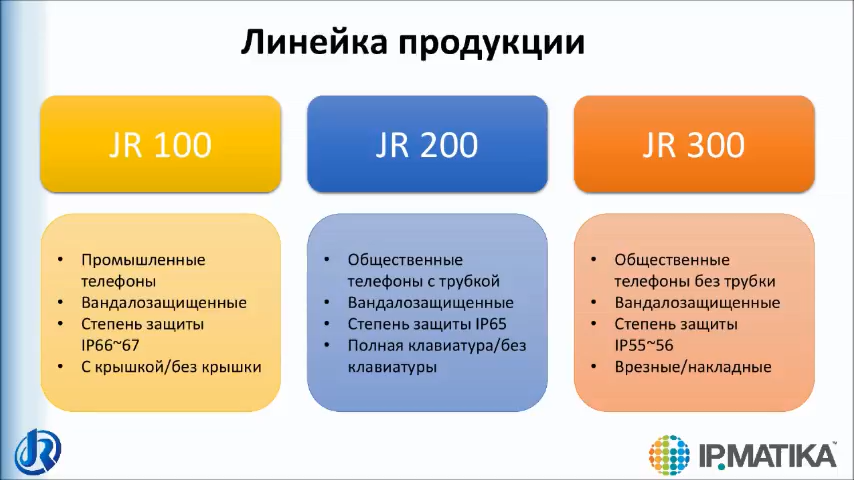 Линейка продукции
JR 100
JR 200
JR 300
• Промышленные
телефоны
• Вандалозащищенные
• Степень защиты
IP66~67
• С крышкой/без крышки
• Общественные
телефоны с трубкой
• Вандалозащищенные
• Степень защиты IP65
• Полная клавиатура/без
клавиатуры
• Общественные
телефоны без трубки
• Вандалозащищенные
• Степень защиты
IP55~56
• Врезные/накладные
JR
IPMATIKA™